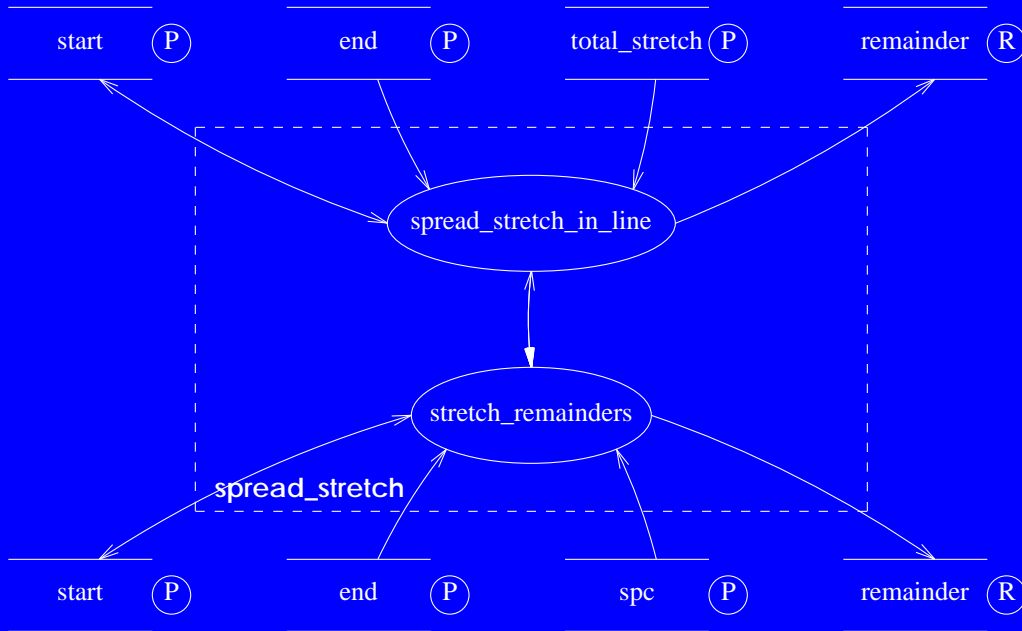 start P end P total_stretch P remainder R
spread_stretch_in_line
stretch_remainders
spread_stretch
start P end P spc P remainder R